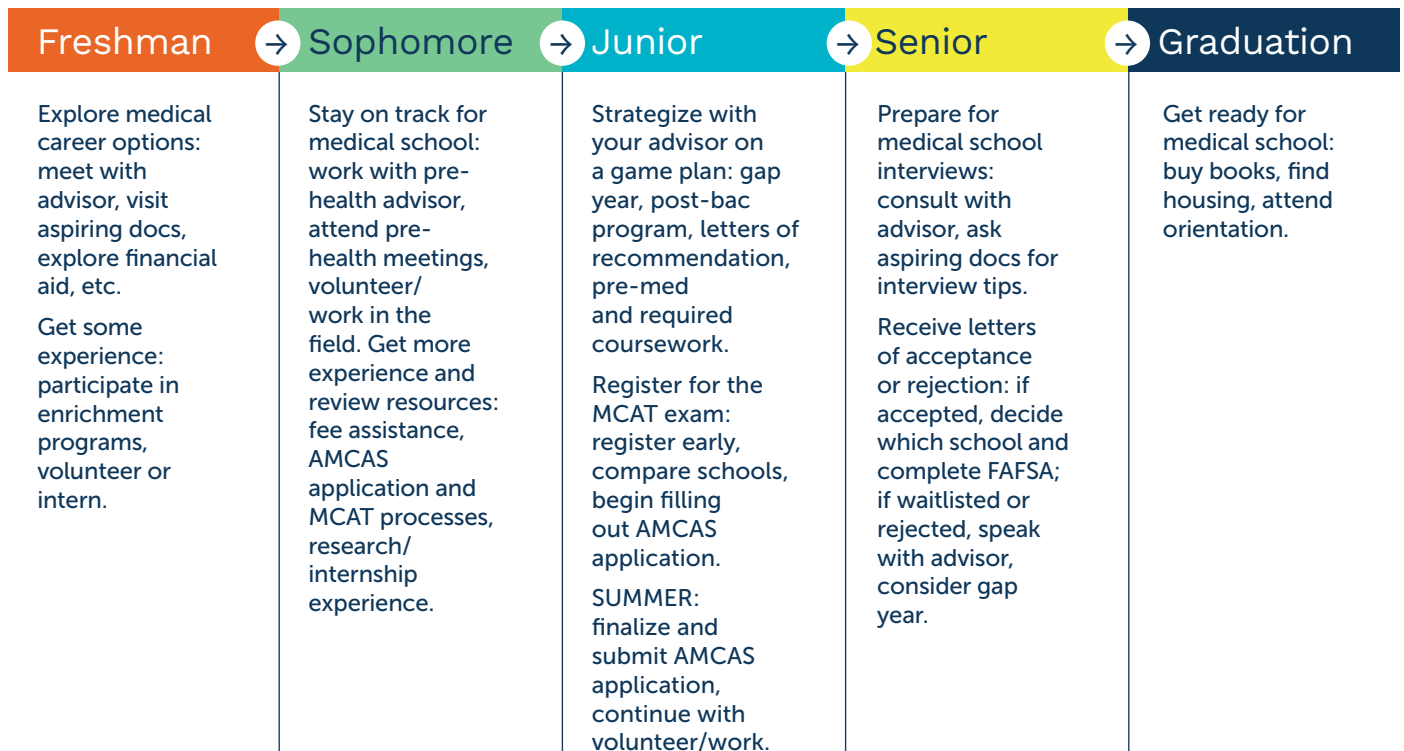 Freshman
Explore medical
career options:
meet with
advisor, visit
aspiring docs,
explore financial
aid, etc.
Get some
experience:
participate in
enrichment
programs,
volunteer or
intern.
Sophomore
Stay on track for
medical school:
work with pre-
health advisor,
attend pre-
health meetings,
volunteer/
work in the
field. Get more
experience and
review resources:
fee assistance,
AMCAS
application and
MCAT processes,
research/
internship
experience.
Junior
Strategize with
your advisor on
a game plan: gap
year, post-bac
program, letters of
recommendation,
pre-med
and required
coursework.
Register for the
MCAT exam:
register early,
compare schools,
begin filling
out AMCAS
application.
SUMMER:
finalize and
submit AMCAS
application,
continue with
volunteer/work.
Senior
Prepare for
medical school
interviews:
consult with
advisor, ask
aspiring docs for
interview tips.
Receive letters
of acceptance
or rejection: if
accepted, decide
which school and
complete FAFSA;
if waitlisted or
rejected, speak
with advisor,
consider gap
year.
Graduation
Get ready for
medical school:
buy books, find
housing, attend
orientation.